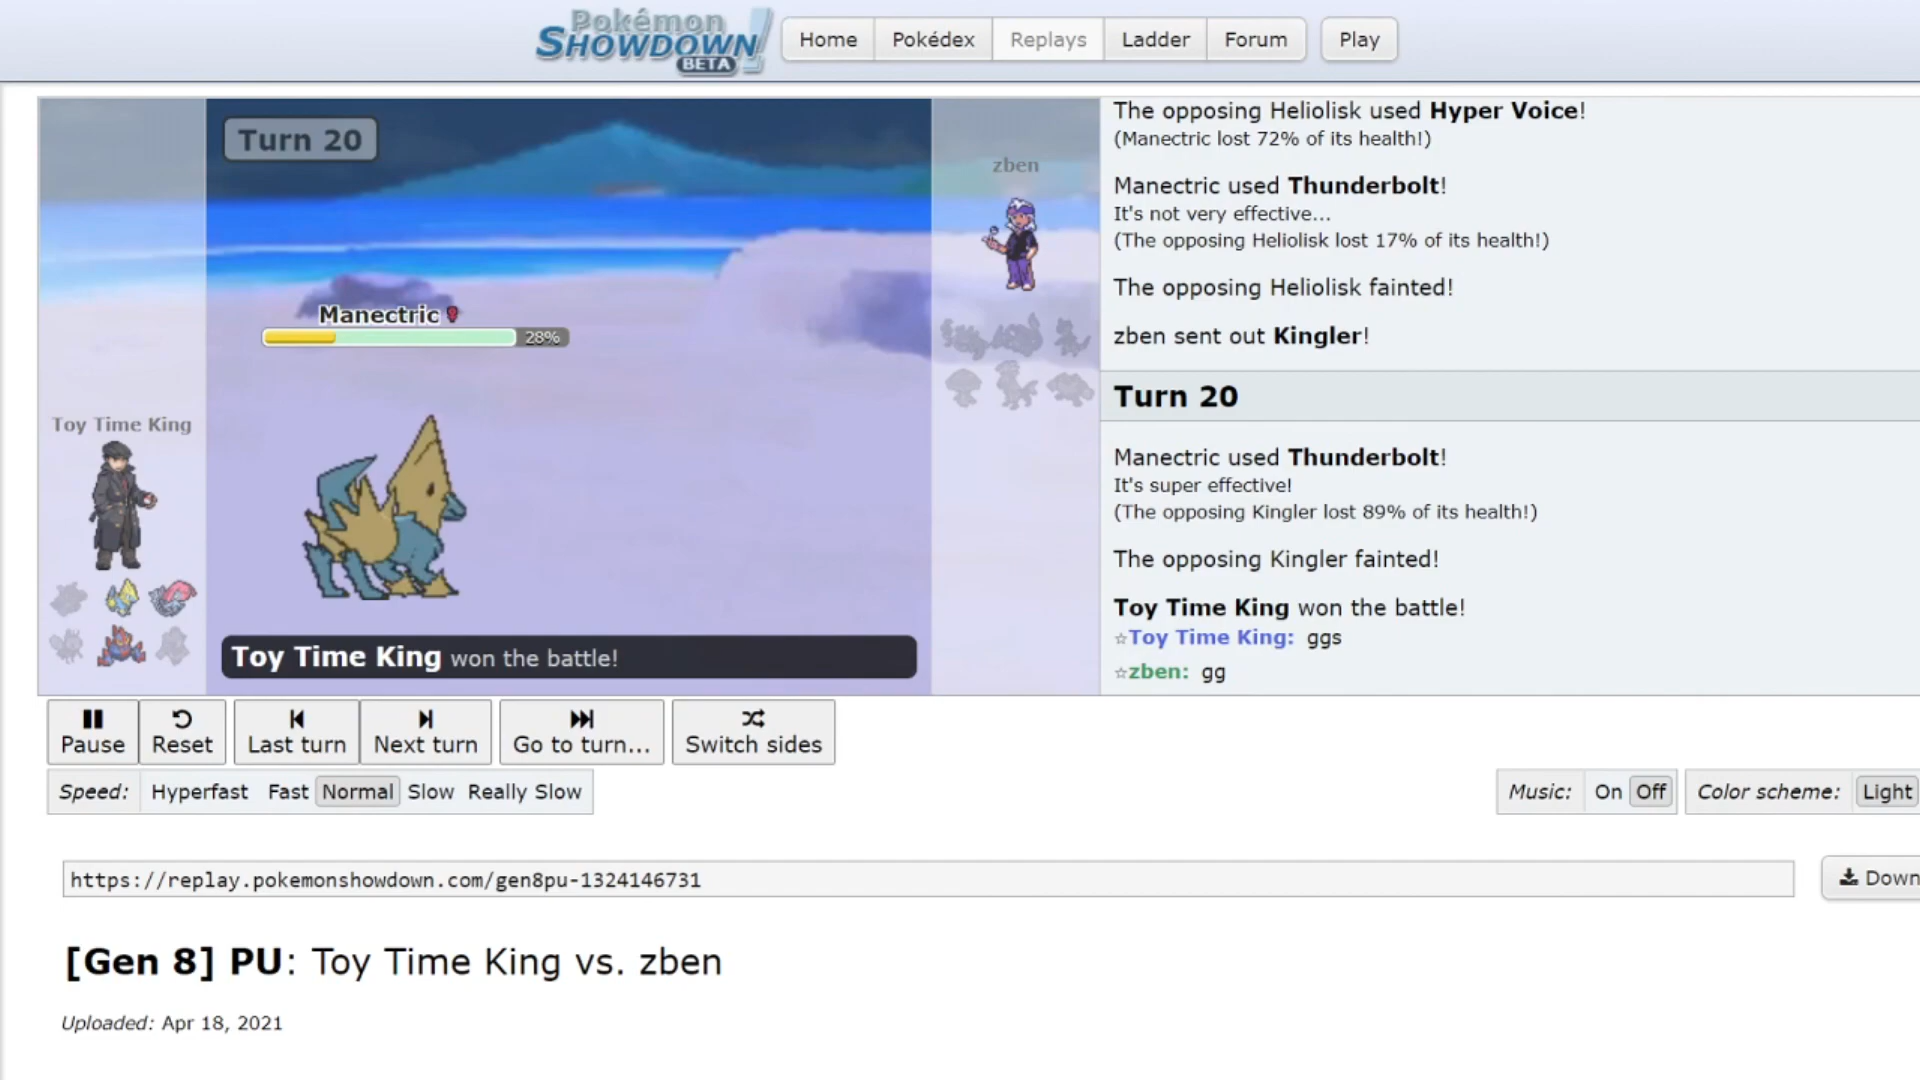 Pokémon
SHOWDOWN!
BETA
Home
Pokédex
Replays
Ladder
Forum
Play
Turn 20
zben
Manectric
28%
Toy Time King
Toy Time King won the battle!
The opposing Heliolisk used Hyper Voice!
(Manectric lost 72% of its health!)
Manectric used Thunderbolt!
It's not very effective...
(The opposing Heliolisk lost 17% of its health!)
The opposing Heliolisk fainted!
zben sent out Kingler!
Turn 20
Manectric used Thunderbolt!
It's super effective!
(The opposing Kingler lost 89% of its health!)
The opposing Kingler fainted!
Toy Time King won the battle!
☆Toy Time King: ggs
☆zben: gg
Pause
Reset
Last turn
Next turn
Go to turn...
Switch sides
Speed: Hyperfast Fast Normal Slow Really Slow
Music: On Off
Color scheme: Light
https://replay.pokemonshowdown.com/gen8pu-1324146731
Down
[Gen 8] PU: Toy Time King vs. zben
Uploaded: Apr 18, 2021